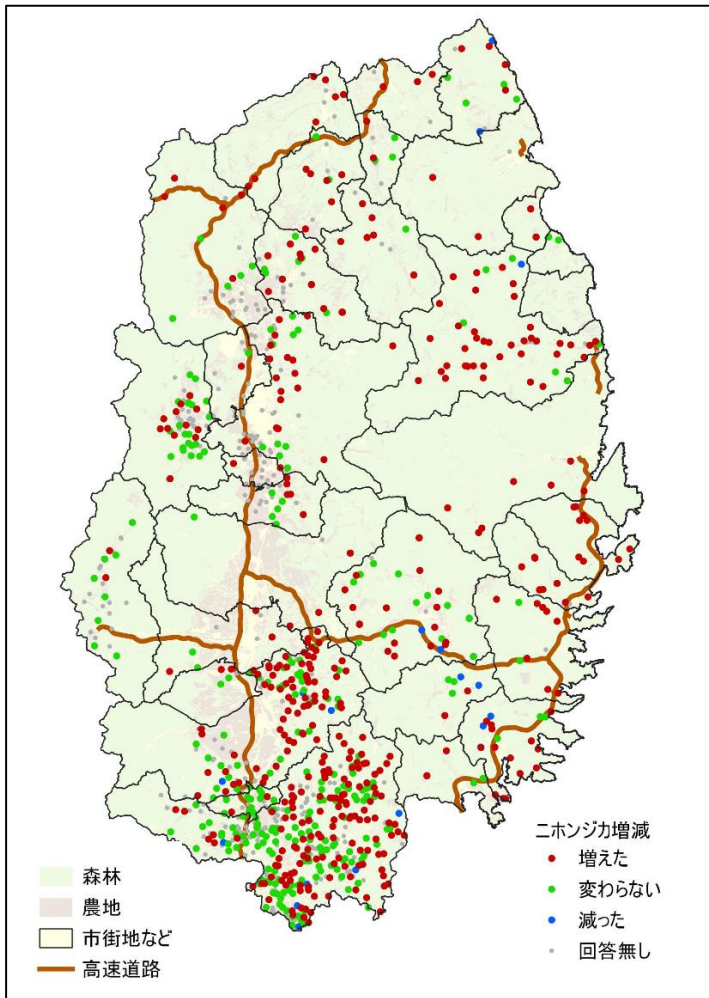 森林
農地
市街地など
高速道路
ニホンジカ増減
増えた
変わらない
減った
回答無し